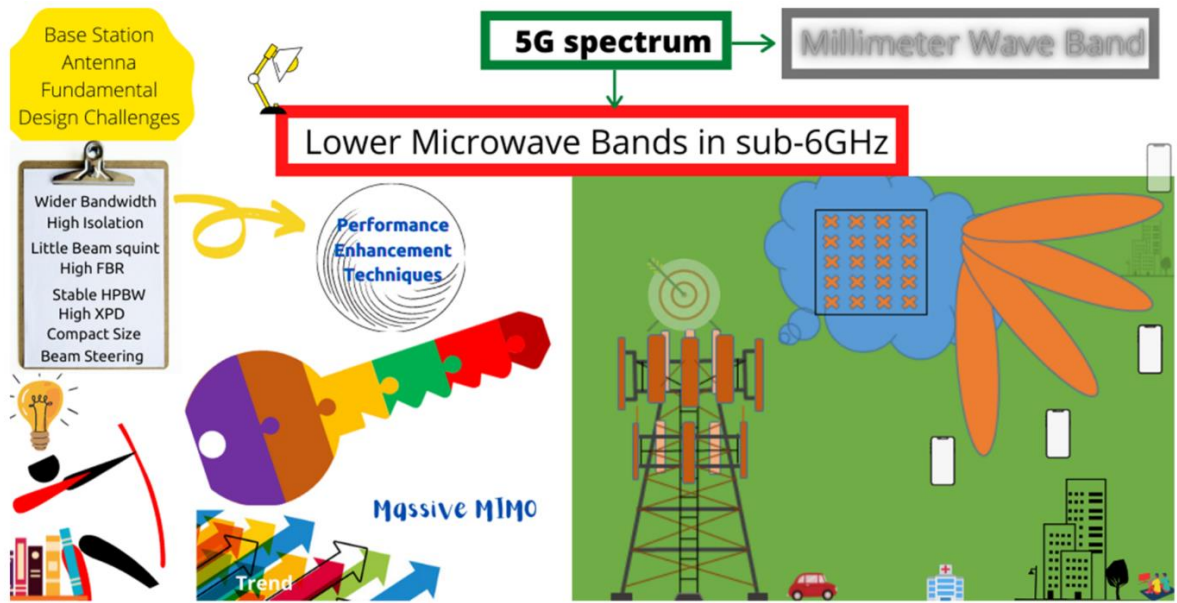 Base Station
Antenna
Fundamental
Design Challenges
5G spectrum
Millimeter Wave Band
Lower Microwave Bands in sub-6GHz
Wider Bandwidth
High Isolation
Little Beam squint
High FBR
Stable HPBW
High XPD
Compact Size
Beam Steering
Performance
Enhancement
Techniques
Massive MIMO
Trend